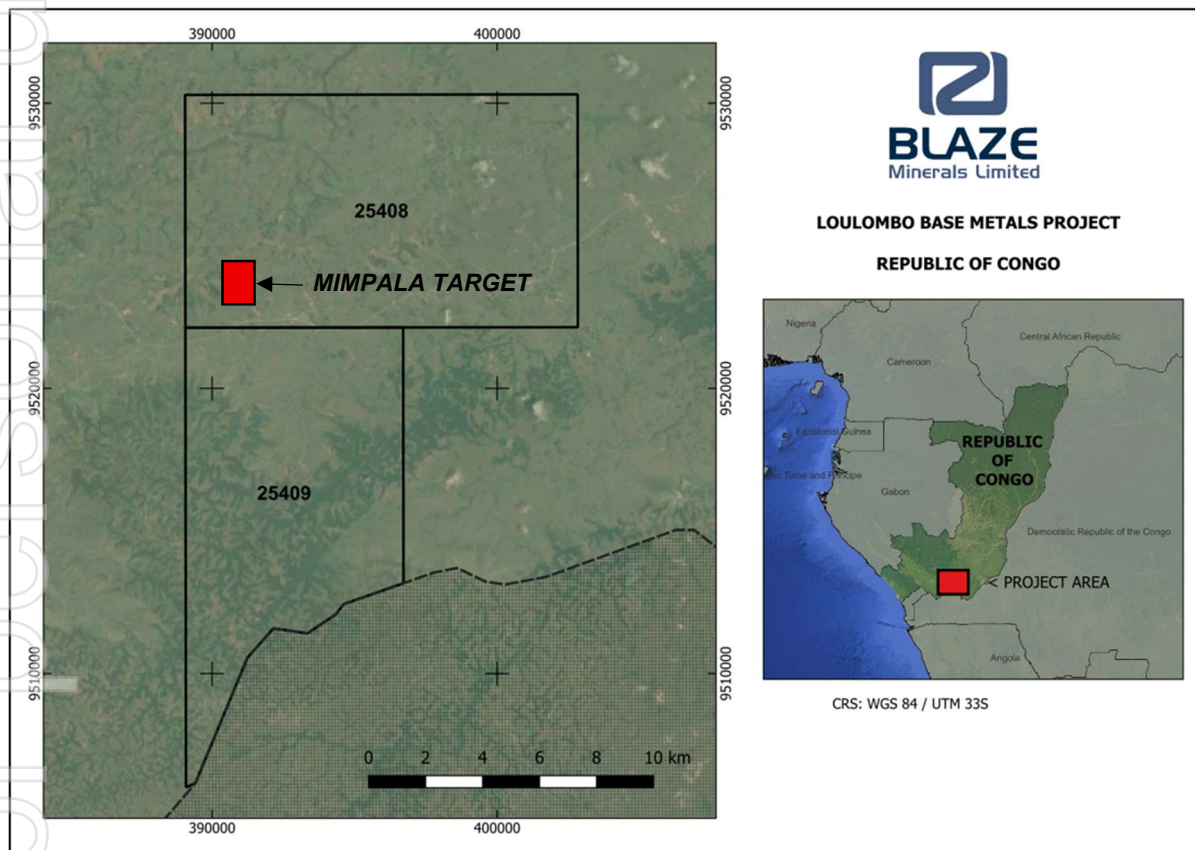 390000
400000
9530000
9530000
25408
MIMPALA TARGET
9520000
9520000
25409
9510000
9510000
0 2 4 6 8 10 km
390000
400000
BLAZE
Minerals Limited
LOULOMBO BASE METALS PROJECT
REPUBLIC OF CONGO
Nigeria
Central African Republic
Cameroon
Equatorial Guinea
REPUBLIC
OF
CONGO
Tome and Principe
Gabon
Democratic Republic of the Congo
< PROJECT AREA
Angola
CRS: WGS 84 / UTM 33S